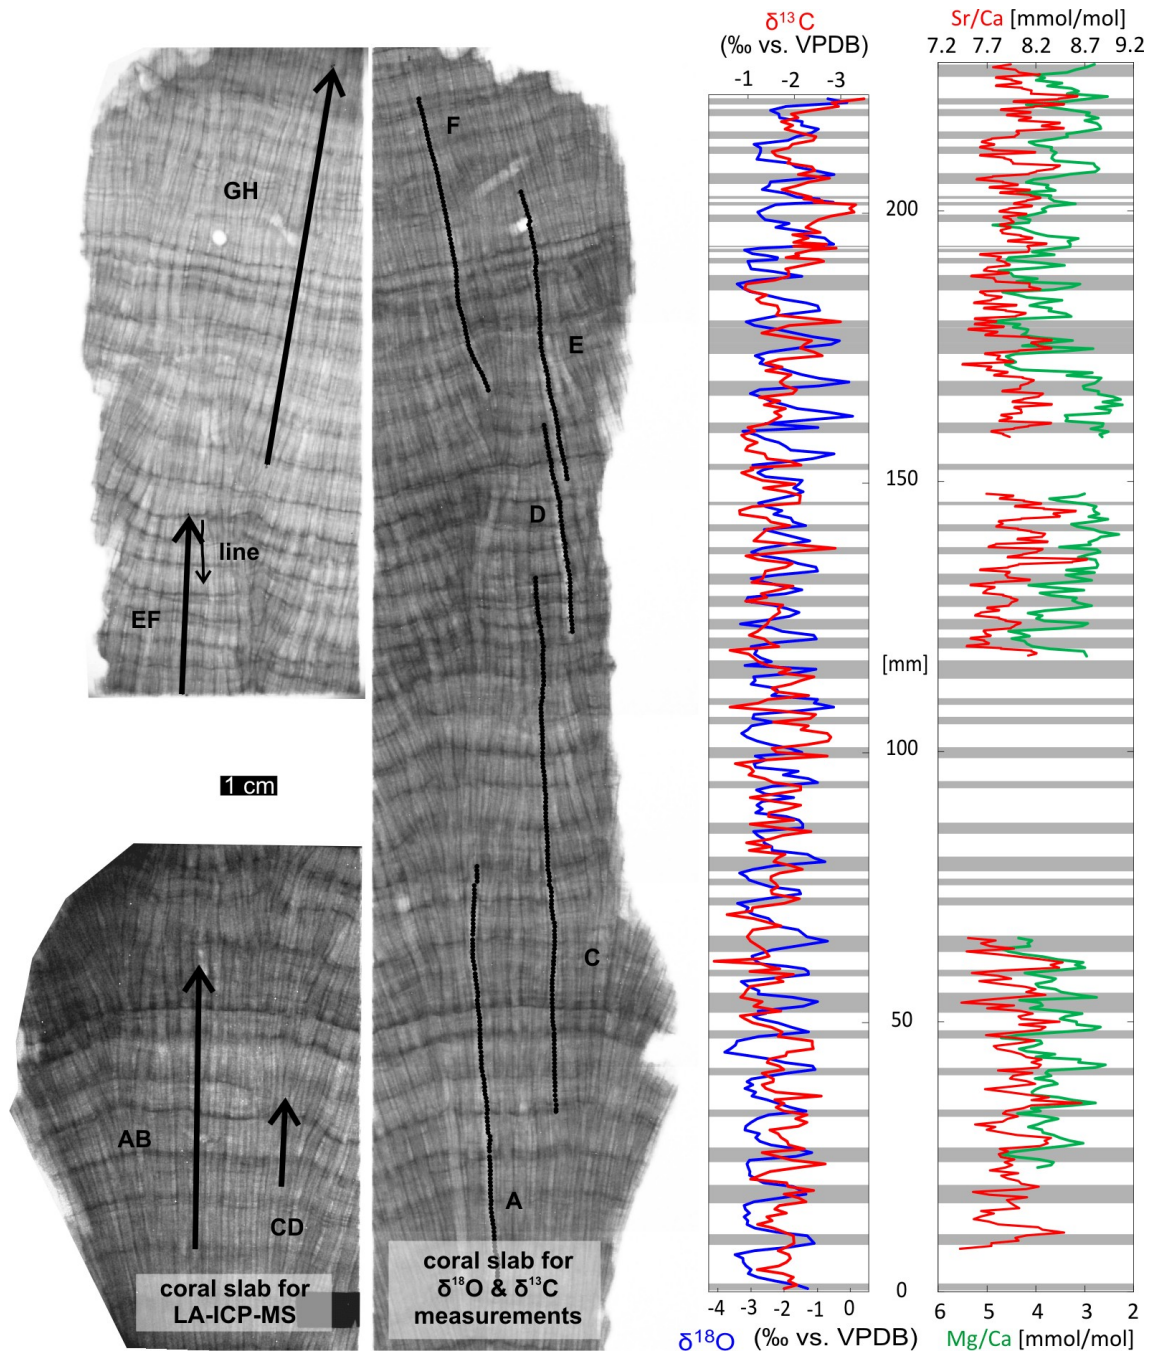 δ¹³C
(‰ vs. VPDB)
-1 -2 -3
Sr/Ca [mmol/mol]
7.2 7.7 8.2 8.7 9.2
F
GH
E
D
line
EF
1 cm
C
AB
A
CD
coral slab for
LA-ICP-MS
coral slab for
δ¹⁸O & δ¹³C
measurements
200
150
[mm]
100
50
0
-4 -3 -2 -1 0
δ¹⁸O (‰ vs. VPDB)
6 5 4 3 2
Mg/Ca [mmol/mol]